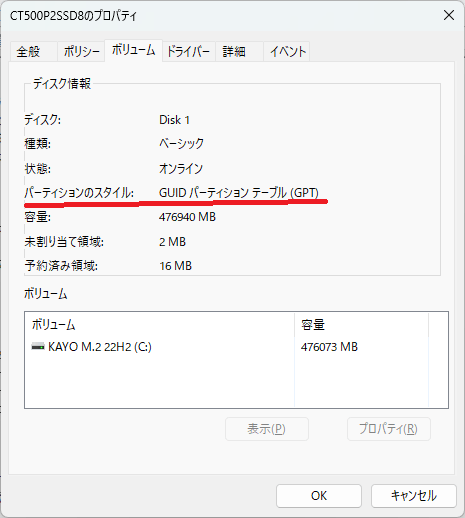 CT500P2SSD8のプロパティ
全般 ポリシー ボリューム ドライバー 詳細 イベント
ディスク情報
ディスク: Disk 1
種類: ベーシック
状態: オンライン
パーティションのスタイル: GUID パーティション テーブル (GPT)
容量: 476940 MB
未割り当て領域: 2 MB
予約済み領域: 16 MB
ボリューム
ボリューム 容量
KAYO M.2 22H2 (C:) 476073 MB
表示(P) プロパティ(R)
OK キャンセル